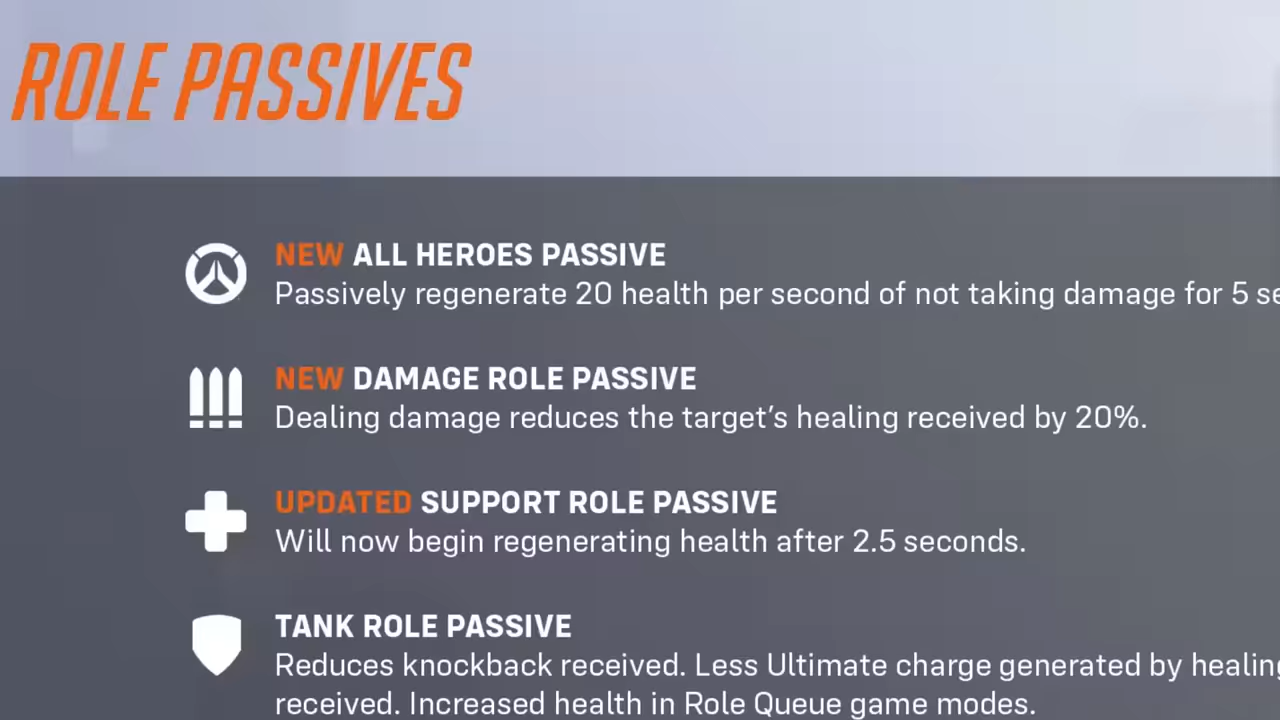 ROLE PASSIVES
NEW ALL HEROES PASSIVE
Passively regenerate 20 health per second of not taking damage for 5
NEW DAMAGE ROLE PASSIVE
Dealing damage reduces the target's healing received by 20%.
UPDATED SUPPORT ROLE PASSIVE
Will now begin regenerating health after 2.5 seconds.
TANK ROLE PASSIVE
Reduces knockback received. Less Ultimate charge generated by healing
received. Increased health in Role Queue game modes.